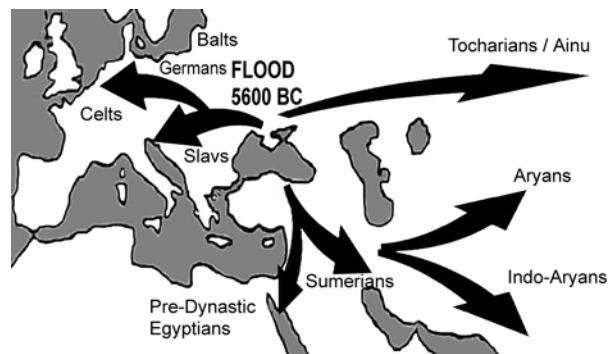 Balts
Tocharians / Ainu
Germans
FLOOD
5600 BC
Celts
Slavs
Aryans
Sumerians
Indo-Aryans
Pre-Dynastic
Egyptians